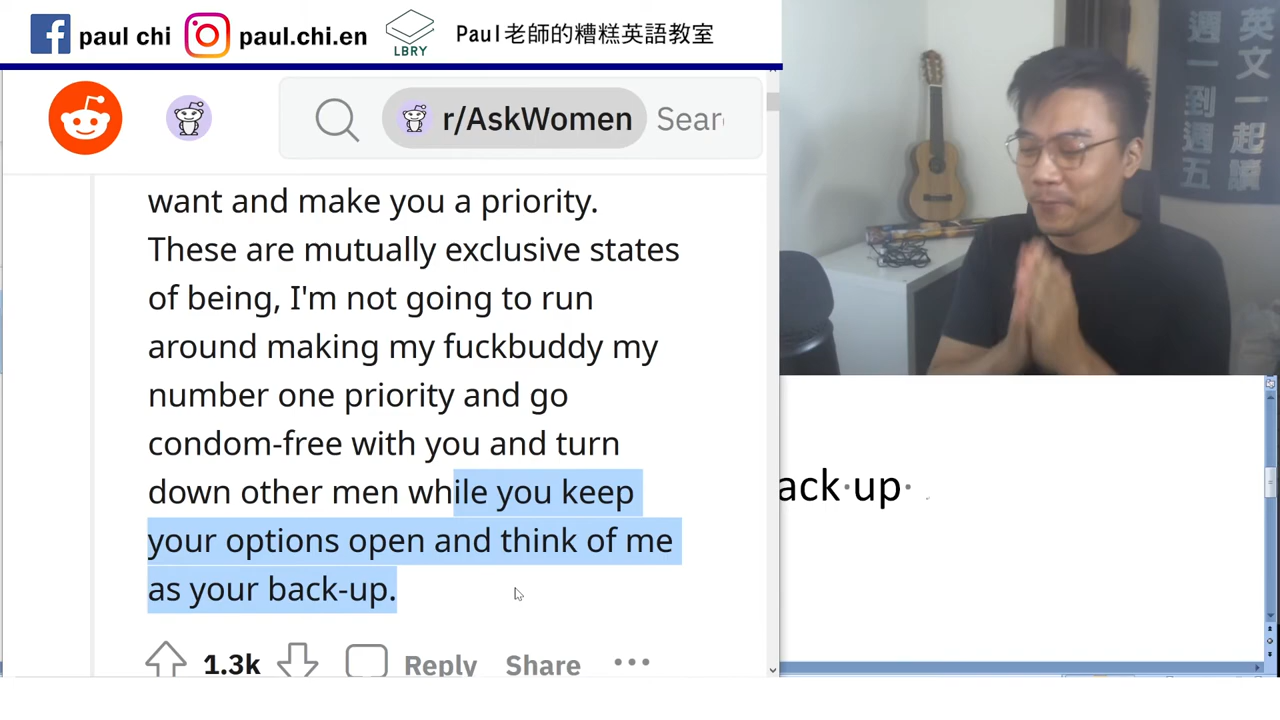 paul chi paul.chi.en LBRY Paul老師的糟糕英語教室
r/AskWomen Sear
want and make you a priority.
These are mutually exclusive states
of being, I'm not going to run
around making my fuckbuddy my
number one priority and go
condom-free with you and turn
down other men while you keep
your options open and think of me
as your back-up.
1.3k Reply Share
ack·up·
英文一起讀
週一到週五